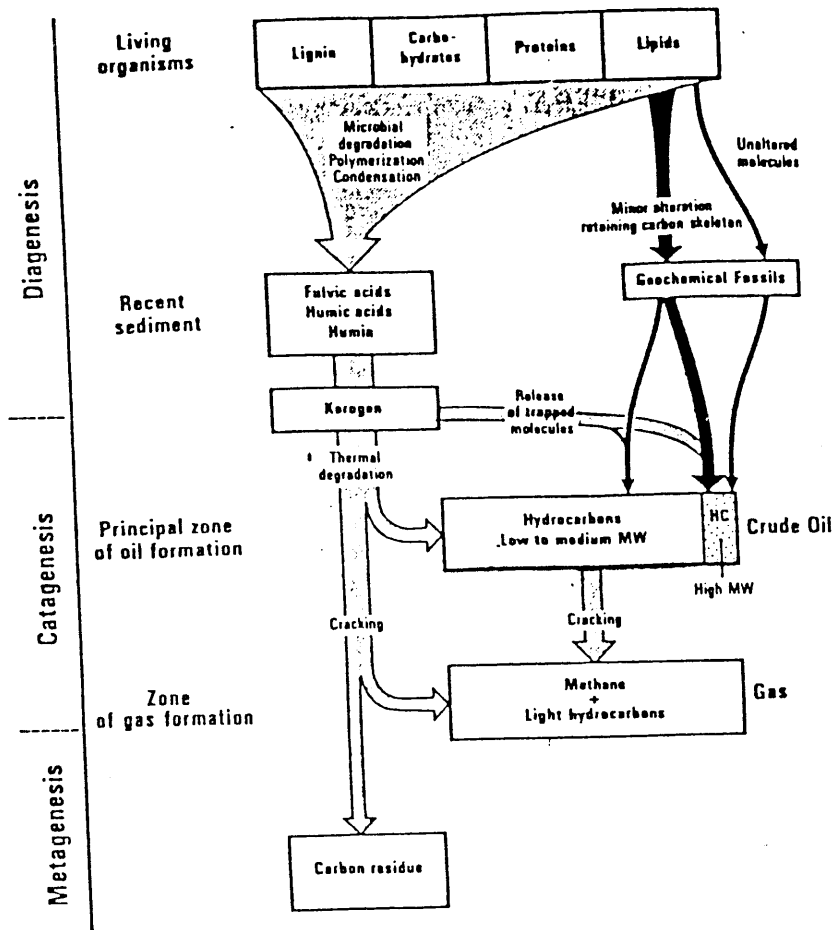 Living
organisms
Lignin
Carbo-
hydrates
Proteins
Lipids
Microbial
degradation
Polymerization
Condensation
Unaltered
molecules
Minor alteration
retaining carbon skeleton
Diagenesis
Geochemical Fossils
Recent
sediment
Fulvic acids
Humic acids
Humin
Kerogen
Release
of trapped
molecules
Thermal
degradation
Catagenesis
Principal zone
of oil formation
Hydrocarbons
Low to medium MW
HC
Crude Oil
High MW
Cracking
Cracking
Zone
of gas formation
Methane
+
Light hydrocarbons
Gas
Metagenesis
Carbon residue